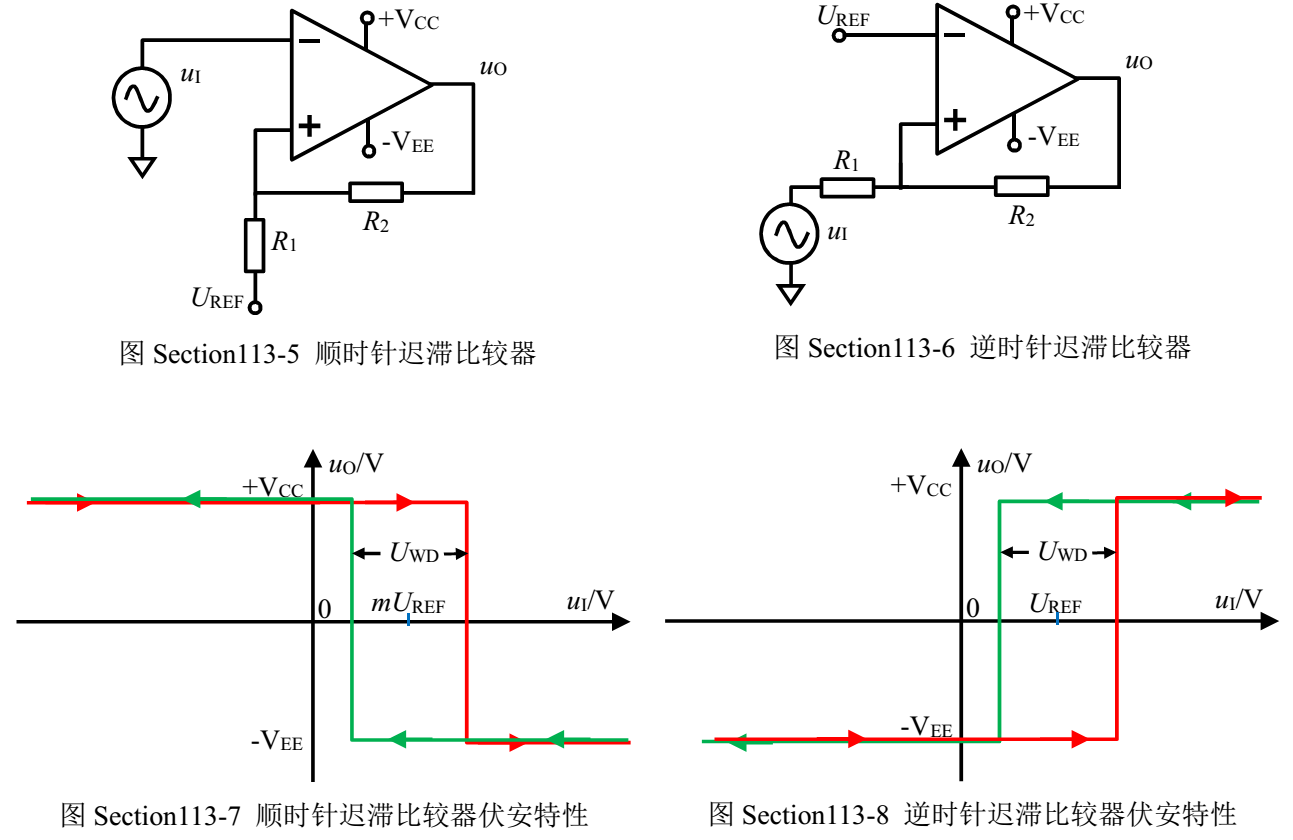 +VCC
uI
uO
-VEE
R2
R1
UREF
图 Section113-5 顺时针迟滞比较器
UREF
+VCC
uO
-VEE
R1
R2
uI
图 Section113-6 逆时针迟滞比较器
uO/V
+VCC
UWD
0
mUREF
uI/V
-VEE
图 Section113-7 顺时针迟滞比较器伏安特性
uO/V
+VCC
UWD
0
UREF
uI/V
-VEE
图 Section113-8 逆时针迟滞比较器伏安特性